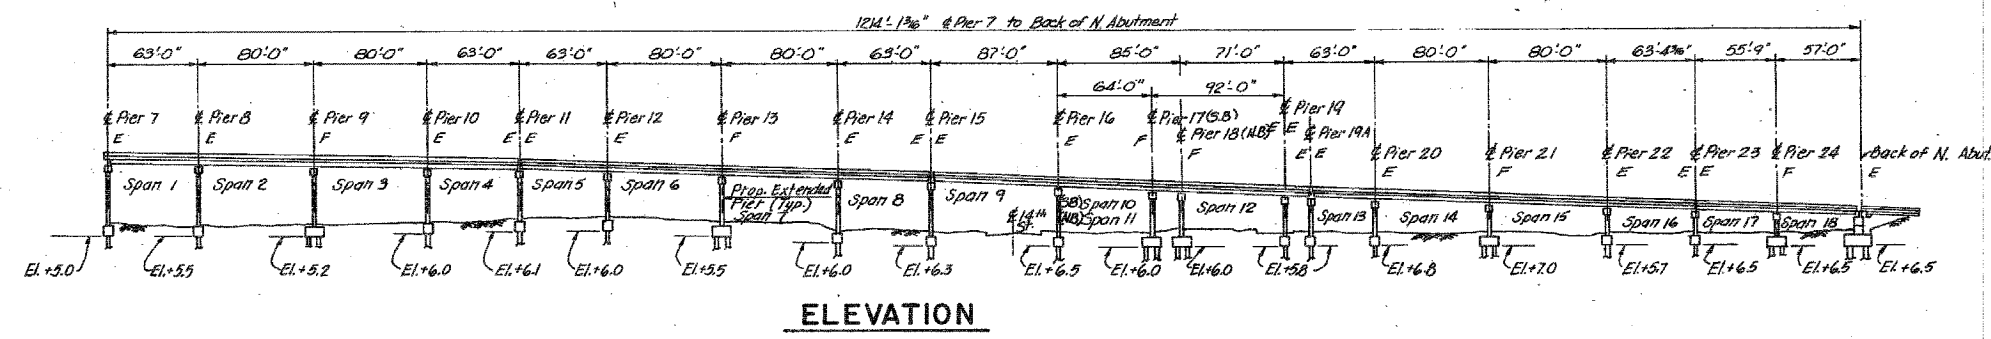 1214'-1 3/16" ℄ Pier 7 to Back of N. Abutment
63'-0" 80'-0" 80'-0" 63'-0" 63'-0" 80'-0" 80'-0" 63'-0" 87'-0" 85'-0" 71'-0" 63'-0" 80'-0" 80'-0" 63'-4 3/16" 55'-9" 57'-0"
64'-0" 92'-0"
℄ Pier 7 ℄ Pier 8 ℄ Pier 9 ℄ Pier 10 ℄ Pier 11 ℄ Pier 12 ℄ Pier 13 ℄ Pier 14 ℄ Pier 15 ℄ Pier 16 ℄ Pier 17 (S.B.) ℄ Pier 19
℄ Pier 18 (N.B.) ℄ Pier 19A
E E F E E E E F E E E E F F E E
℄ Pier 20 ℄ Pier 21 ℄ Pier 22 ℄ Pier 23 ℄ Pier 24 Back of N. Abut.
E E E F E E E F E
Span 1 Span 2 Span 3 Span 4 Span 5 Span 6 Prop. Extended
Pier (Typ.)
Span 7
Span 8 Span 9 (SB) Span 10
(NB) Span 11
Span 12 Span 13 Span 14 Span 15 Span 16 Span 17 Span 18
℄ 14th
St.
El. +5.0 El. +5.5 El. +5.2 El. +6.0 El. +6.1 El. +6.0 El. +5.5 El. +6.0 El. +6.3 El. +6.5 El. +6.0 El. +6.0 El. +5.8 El. +6.8 El. +7.0 El. +5.7 El. +6.5 El. +6.5 El. +6.5
ELEVATION